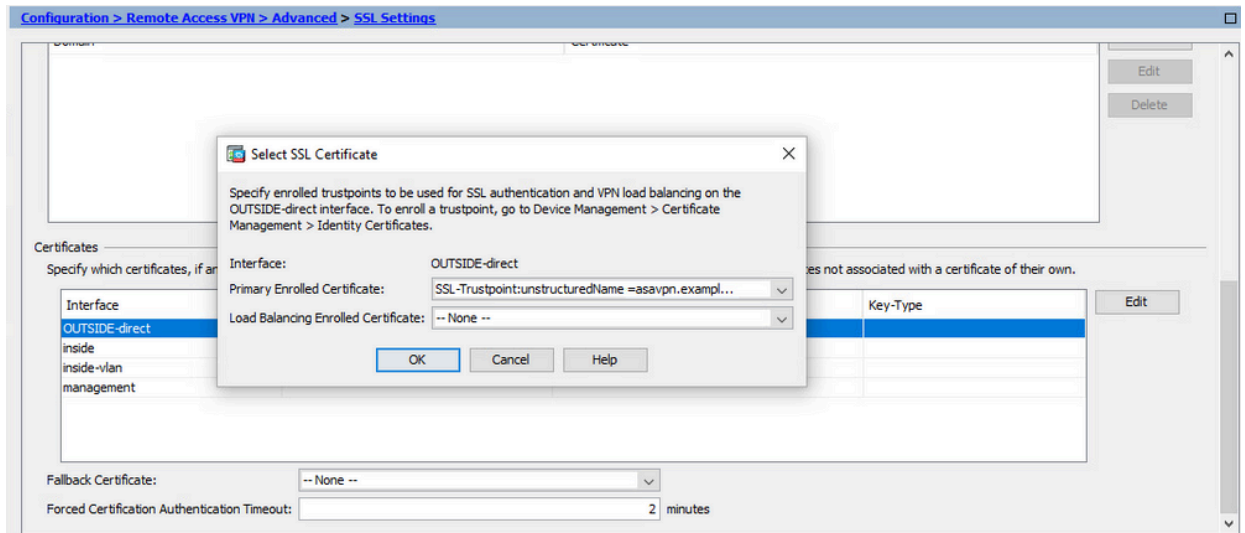 Configuration > Remote Access VPN > Advanced > SSL Settings
Edit
Delete
Select SSL Certificate
Specify enrolled trustpoints to be used for SSL authentication and VPN load balancing on the
OUTSIDE-direct interface. To enroll a trustpoint, go to Device Management > Certificate
Management > Identity Certificates.
Interface: OUTSIDE-direct
Primary Enrolled Certificate: SSL-Trustpoint:unstructuredName =asavpn.exampl...
Load Balancing Enrolled Certificate: -- None --
OK Cancel Help
Certificates
Specify which certificates, if not associated with a certificate of their own.
Interface Key-Type Edit
OUTSIDE-direct
inside
inside-vlan
management
Fallback Certificate: -- None --
Forced Certification Authentication Timeout: 2 minutes